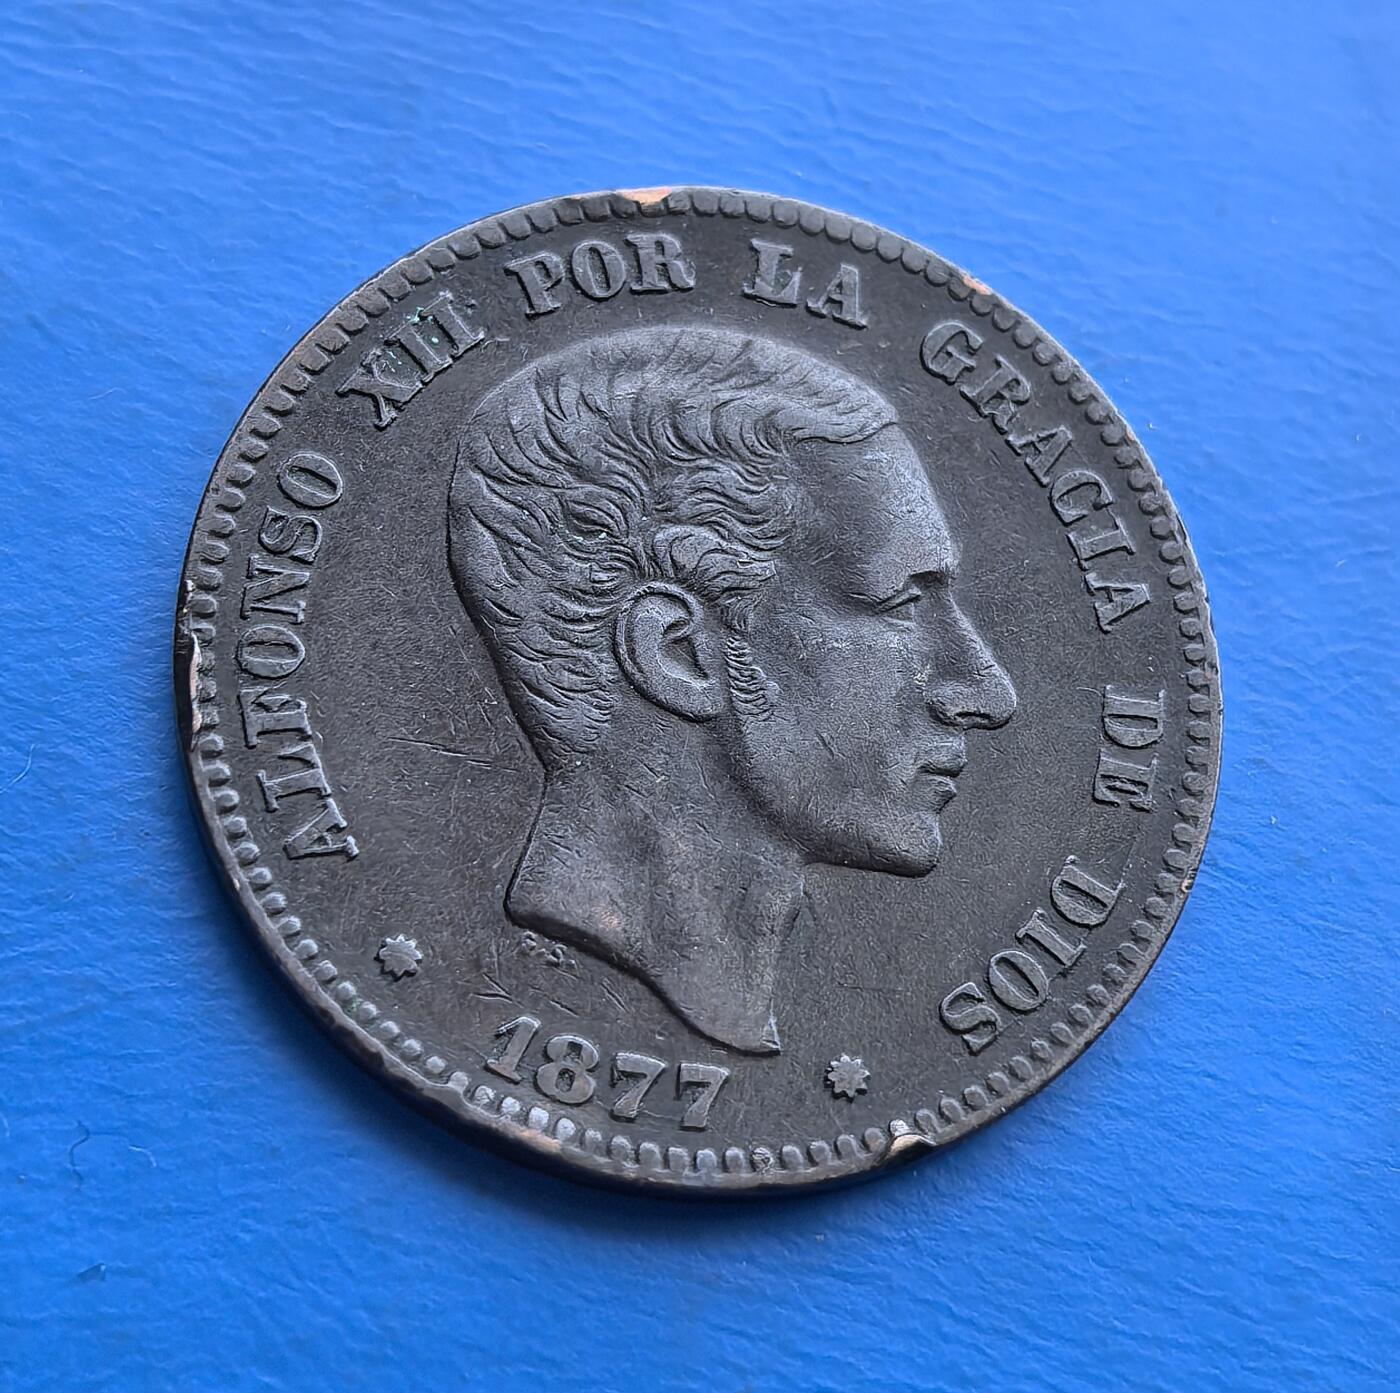 ALFONSO XII POR LA GRACIA DE DIOS
* 1877 *